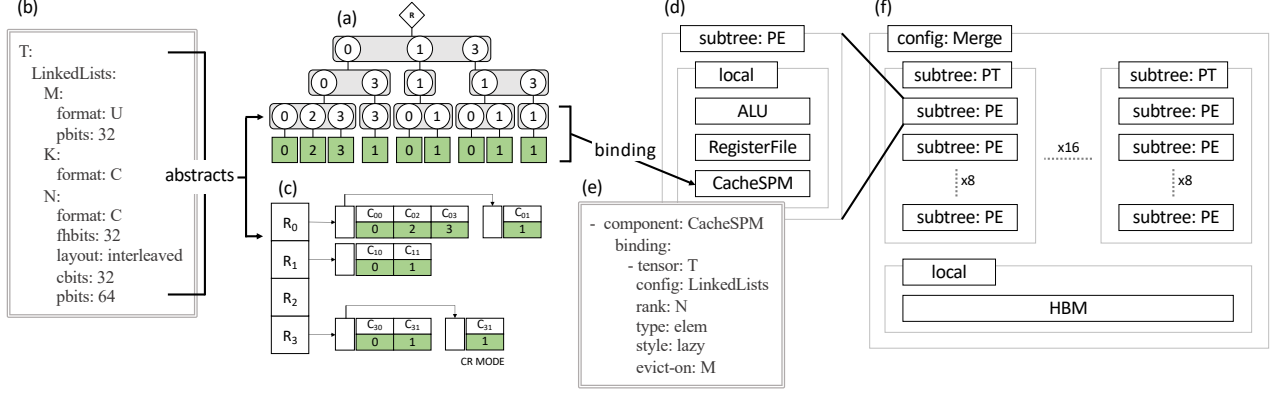 (b)
T:
LinkedLists:
M:
format: U
pbits: 32
K:
format: C
N:
format: C
fhbits: 32
layout: interleaved
cbits: 32
pbits: 64
abstracts
(a)
R
0 1 3
0 3 1 1 3
0 2 3 3 0 1 0 1 1
0 2 3 1 0 1 0 1 1
binding
(c)
R0
C00 C02 C03 C01
0 2 3 1
R1
C10 C11
0 1
R2
R3
C30 C31 C31
0 1 1
CR MODE
(d)
subtree: PE
local
ALU
RegisterFile
CacheSPM
(e)
- component: CacheSPM
binding:
- tensor: T
config: LinkedLists
rank: N
type: elem
style: lazy
evict-on: M
(f)
config: Merge
subtree: PT subtree: PT
subtree: PE subtree: PE
subtree: PE subtree: PE
x16
x8 x8
subtree: PE subtree: PE
local
HBM